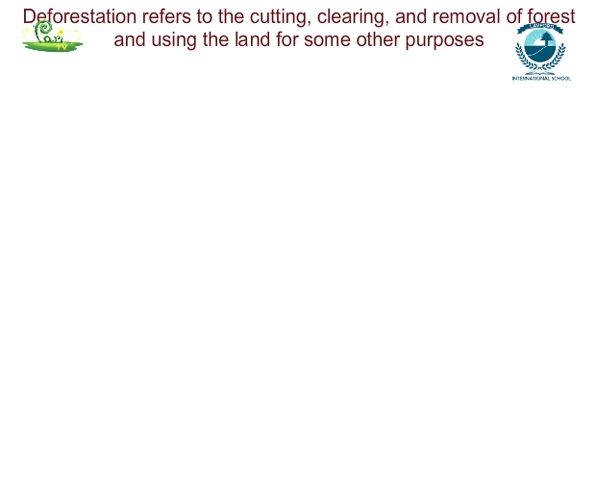 Deforestation refers to the cutting, clearing, and removal of forest
and using the land for some other purposes
Pari
INTERNATIONAL SCHOOL